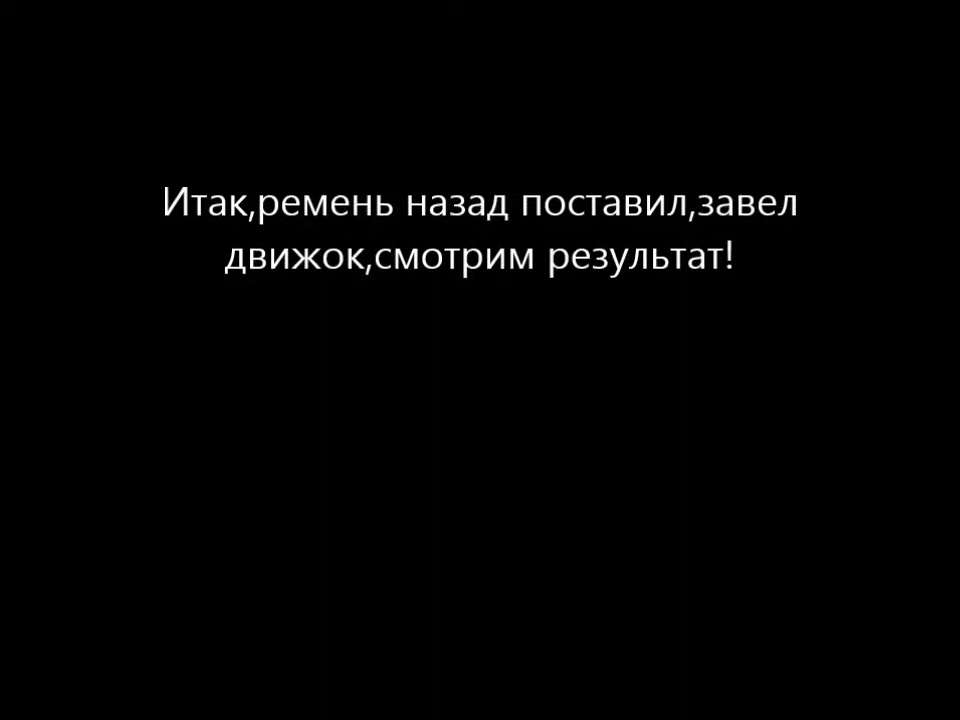 Итак,ремень назад поставил,завел
движок,смотрим результат!